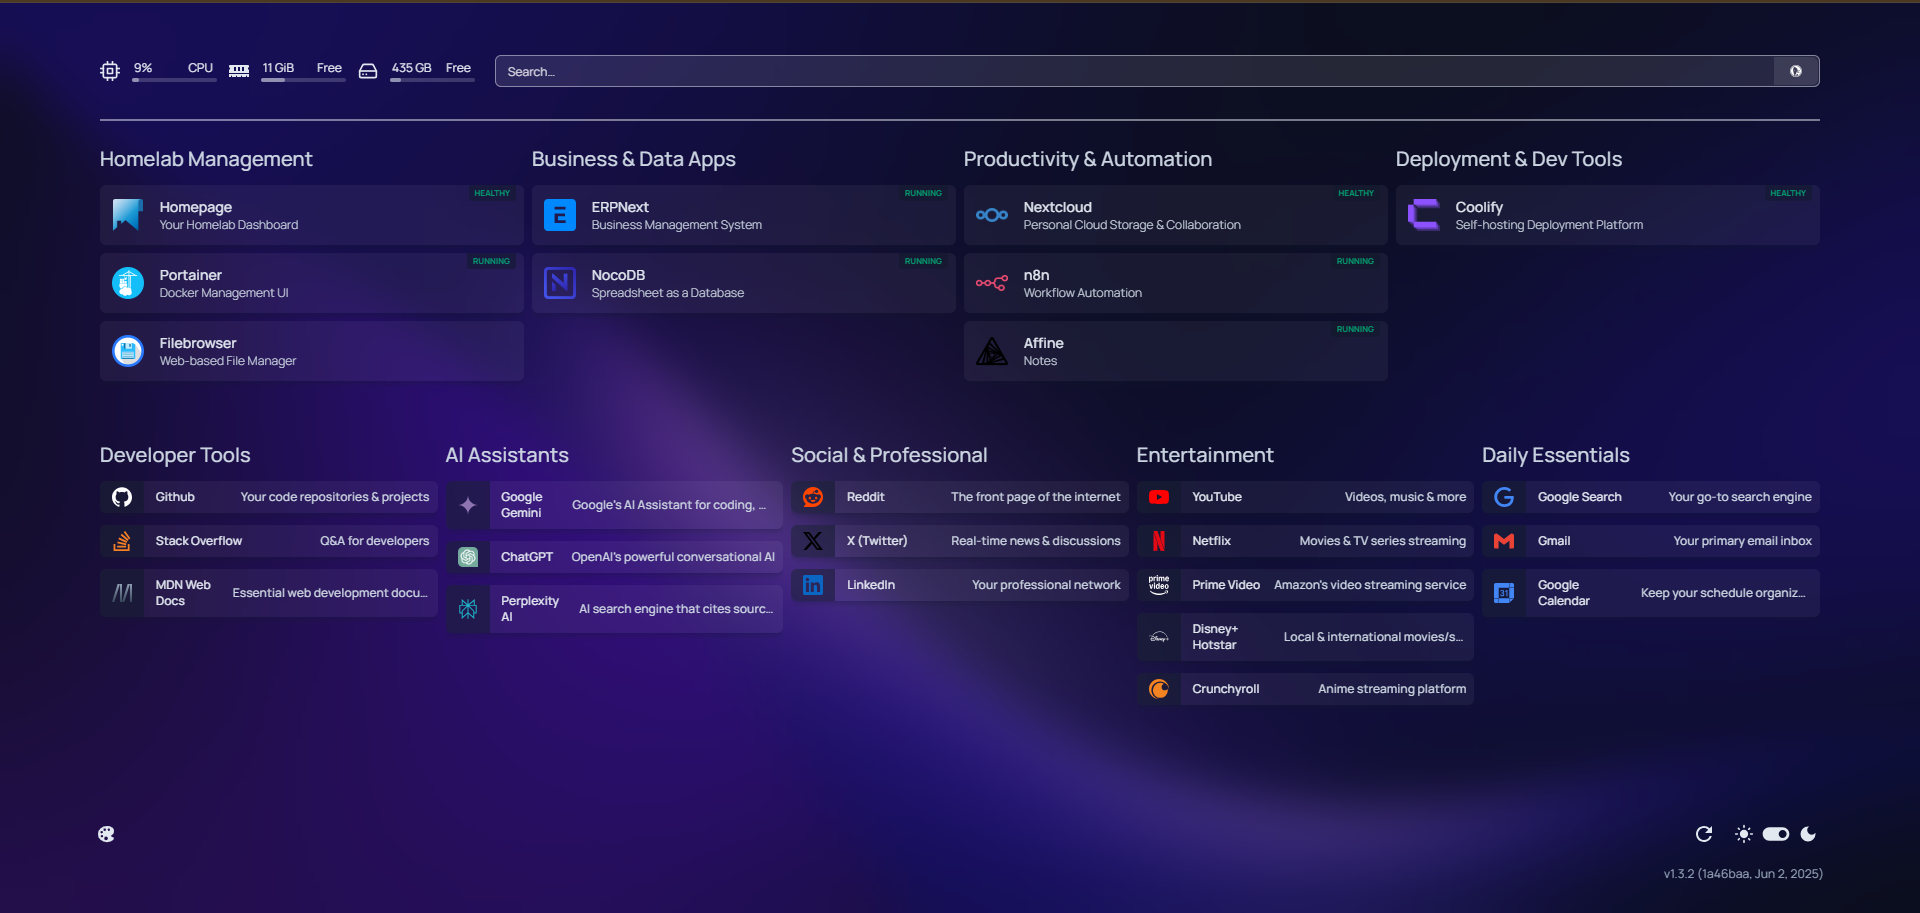 9% CPU 11 GiB Free 435 GB Free Search...
Homelab Management
HEALTHY
Homepage
Your Homelab Dashboard
RUNNING
Portainer
Docker Management UI
Filebrowser
Web-based File Manager
Business & Data Apps
RUNNING
ERPNext
Business Management System
RUNNING
NocoDB
Spreadsheet as a Database
Productivity & Automation
HEALTHY
Nextcloud
Personal Cloud Storage & Collaboration
RUNNING
n8n
Workflow Automation
RUNNING
Affine
Notes
Deployment & Dev Tools
HEALTHY
Coolify
Self-hosting Deployment Platform
Developer Tools
Github Your code repositories & projects
Stack Overflow Q&A for developers
MDN Web
Docs
Essential web development docu...
AI Assistants
Google
Gemini
Google's AI Assistant for coding, ...
ChatGPT OpenAI's powerful conversational AI
Perplexity
AI
AI search engine that cites sourc...
Social & Professional
Reddit The front page of the internet
X (Twitter) Real-time news & discussions
in LinkedIn Your professional network
Entertainment
YouTube Videos, music & more
Netflix Movies & TV series streaming
prime
video
Prime Video Amazon's video streaming service
Disney+
Disney+
Hotstar
Local & international movies/s...
Crunchyroll Anime streaming platform
Daily Essentials
Google Search Your go-to search engine
Gmail Your primary email inbox
31
Google
Calendar
Keep your schedule organiz...
v1.3.2 (1a46baa, Jun 2, 2025)